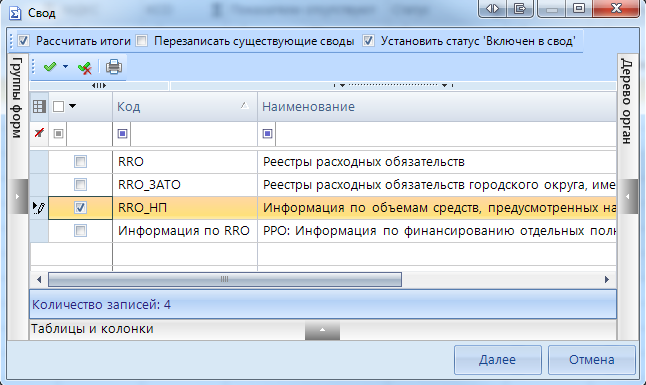 Свод
Рассчитать итоги Перезаписать существующие своды Установить статус 'Включен в свод'
Группы форм
Дерево орган
Код Наименование
RRO Реестры расходных обязательств
RRO_ЗАТО Реестры расходных обязательств городского округа, име
RRO_НП Информация по объемам средств, предусмотренных на
Информация по RRO РРО: Информация по финансированию отдельных полн
Количество записей: 4
Таблицы и колонки
Далее Отмена